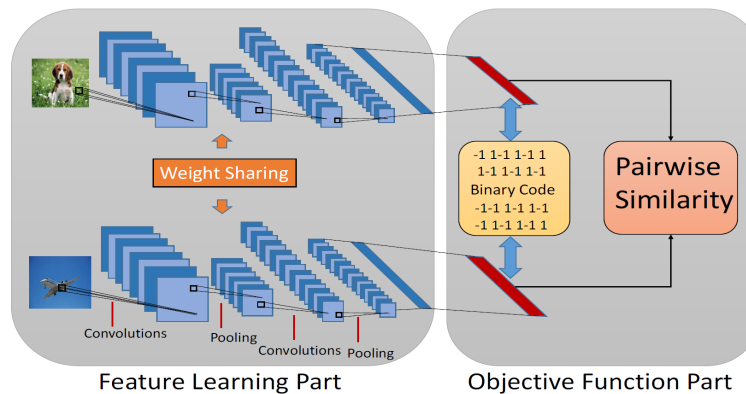 Weight Sharing
-1 1-1 1-1 1
1-1 1-1 1-1
Binary Code
-1-1 1-1 1-1
-1 1-1 1-1 1
Pairwise
Similarity
Convolutions
Pooling
Convolutions
Pooling
Feature Learning Part
Objective Function Part